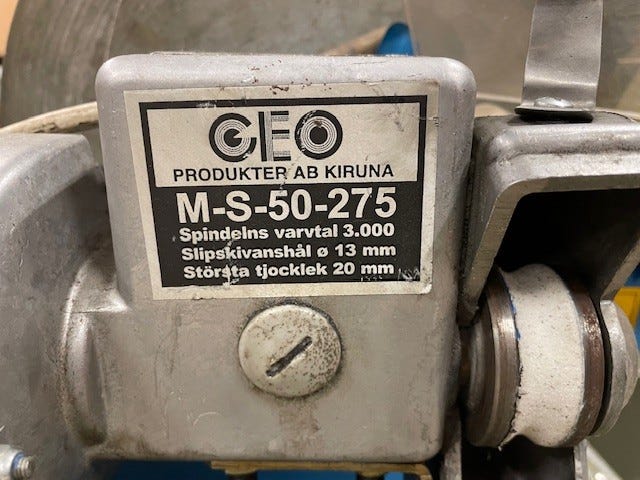 GEO
PRODUKTER AB KIRUNA
M-S-50-275
Spindelns varvtal 3.000
Slipskivanshål ø 13 mm
Största tjocklek 20 mm